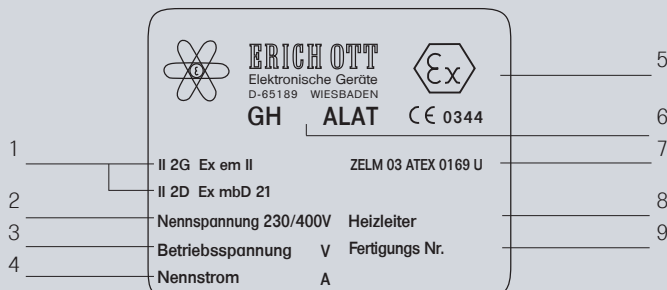 ε
ERICH OTT
Elektronische Geräte
D-65189 WIESBADEN
εx
GH ALAT
CE 0344
II 2G Ex em II
II 2D Ex mbD 21
ZELM 03 ATEX 0169 U
Nennspannung 230/400V
Betriebsspannung V
Nennstrom A
Heizleiter
Fertigungs Nr.
1
2
3
4
5
6
7
8
9